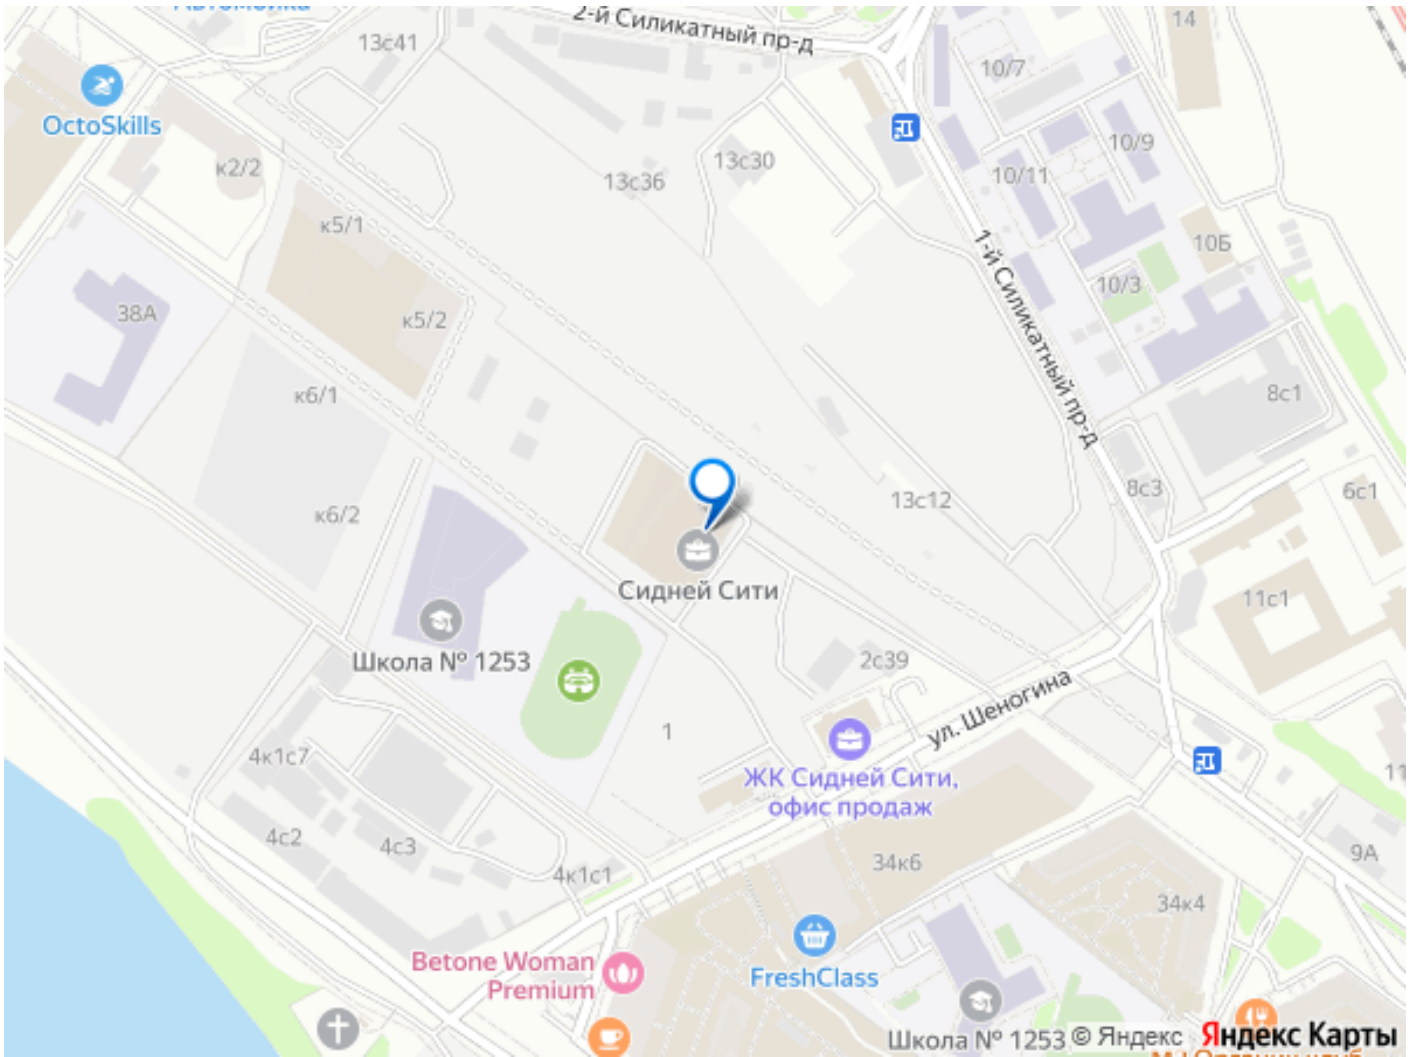 Автомойка
2-й Силикатный пр-д
14
13с41
10/7
OctoSkills
10/9
13с30
к2/2
13с36
10/11
к5/1
10Б
1-й Силикатный пр-д
10/3
38А
к5/2
к6/1
8с1
8с3
6с1
13с12
к6/2
Сидней Сити
11с1
Школа № 1253
2с39
ул. Шеногина
1
4к1с7
ЖК Сидней Сити,
офис продаж
11
4с2
4с3
9А
34к6
4к1с1
34к4
Betone Woman
Premium
FreshClass
Школа № 1253
© Яндекс
Яндекс Карты